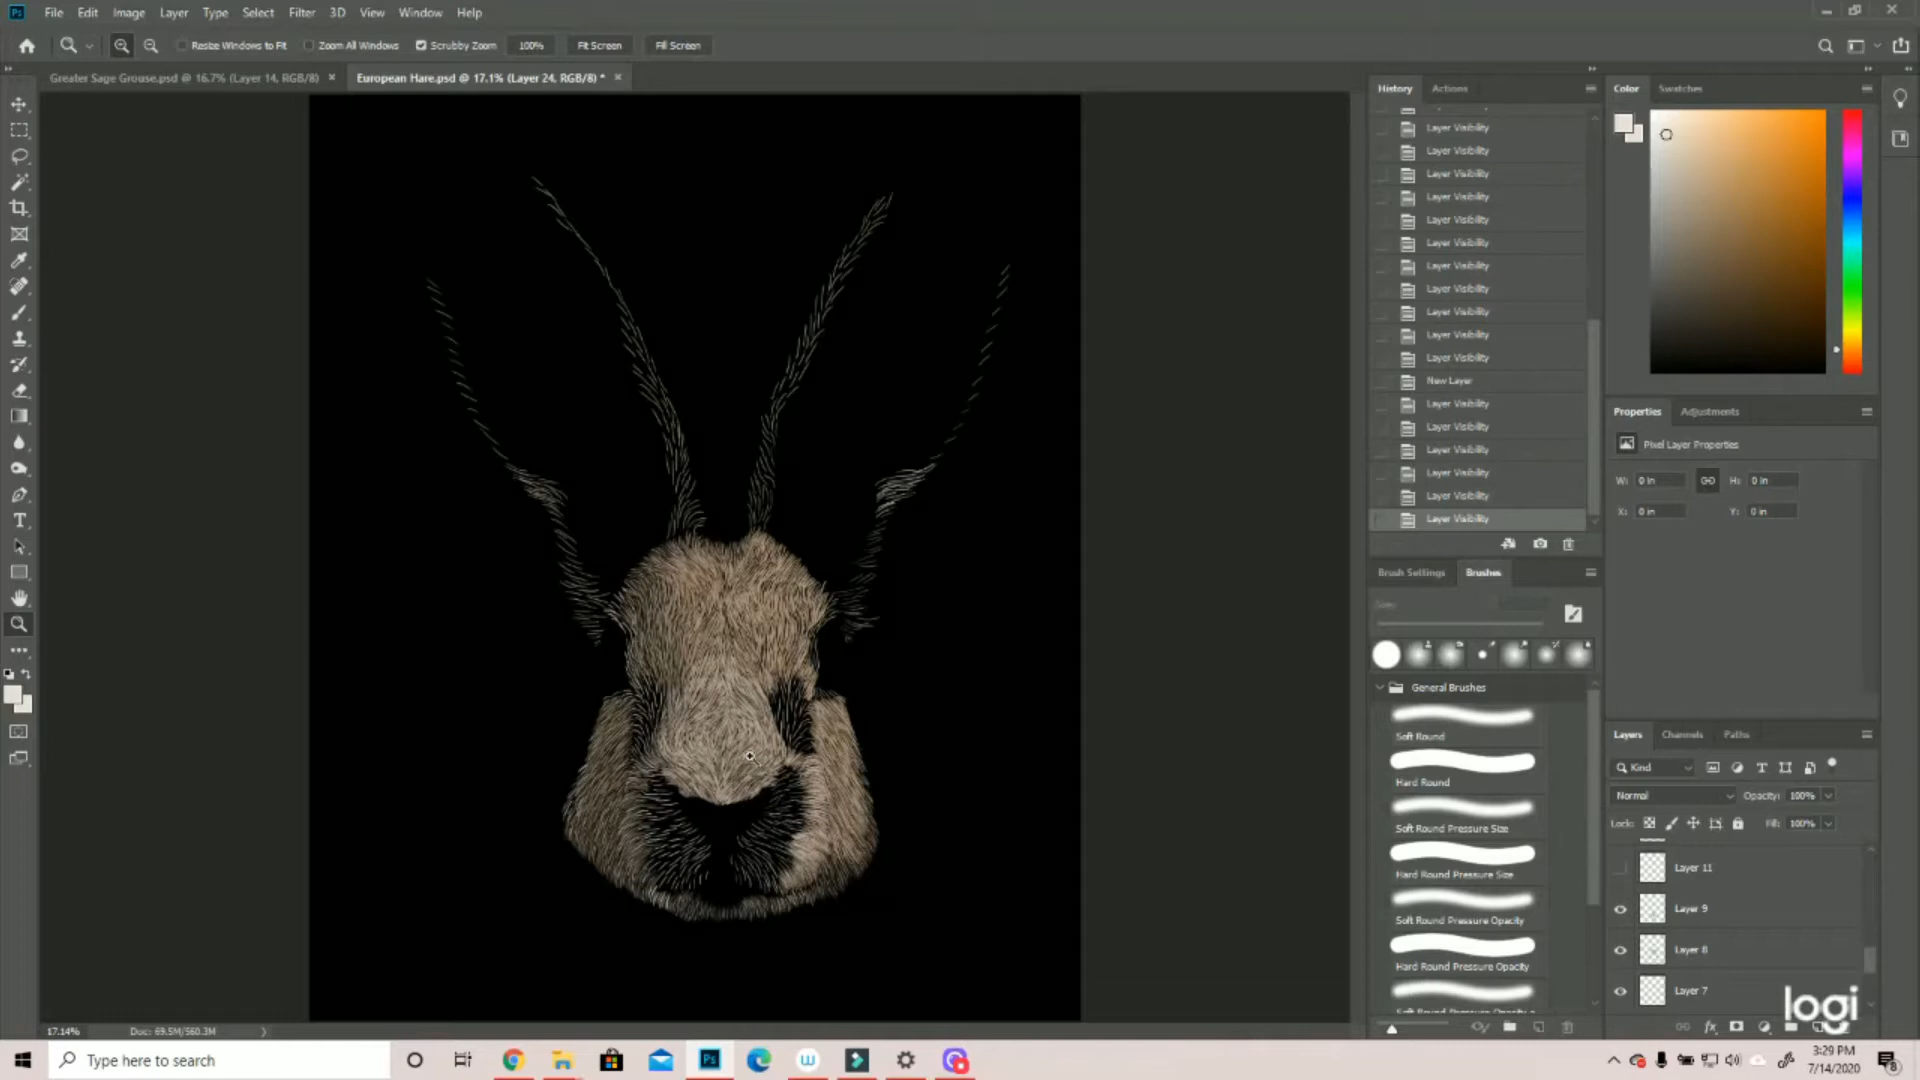 File Edit Image Layer Type Select Filter 3D View Window Help
Resize Windows to Fit Zoom All Windows Scrubby Zoom 100% Fit Screen Fill Screen
Greater Sage Grouse.psd @ 16.7% (Layer 14, RGB/8) × European Hare.psd @ 17.1% (Layer 24, RGB/8) * ×
History Actions
Layer Visibility
Layer Visibility
Layer Visibility
Layer Visibility
Layer Visibility
Layer Visibility
Layer Visibility
Layer Visibility
Layer Visibility
Layer Visibility
Layer Visibility
New Layer
Layer Visibility
Layer Visibility
Layer Visibility
Layer Visibility
Layer Visibility
Layer Visibility
Brush Settings Brushes
General Brushes
Soft Round
Hard Round
Soft Round Pressure Size
Hard Round Pressure Size
Soft Round Pressure Opacity
Hard Round Pressure Opacity
Color Swatches
Properties Adjustments
Pixel Layer Properties
W: 0 in H: 0 in
X: 0 in Y: 0 in
Layers Channels Paths
Kind
Normal Opacity: 100%
Lock: Fill: 100%
Layer 11
Layer 9
Layer 8
Layer 7
logi
17.14% Doc: 69.5M/560.3M
Type here to search
3:29 PM
7/14/2020